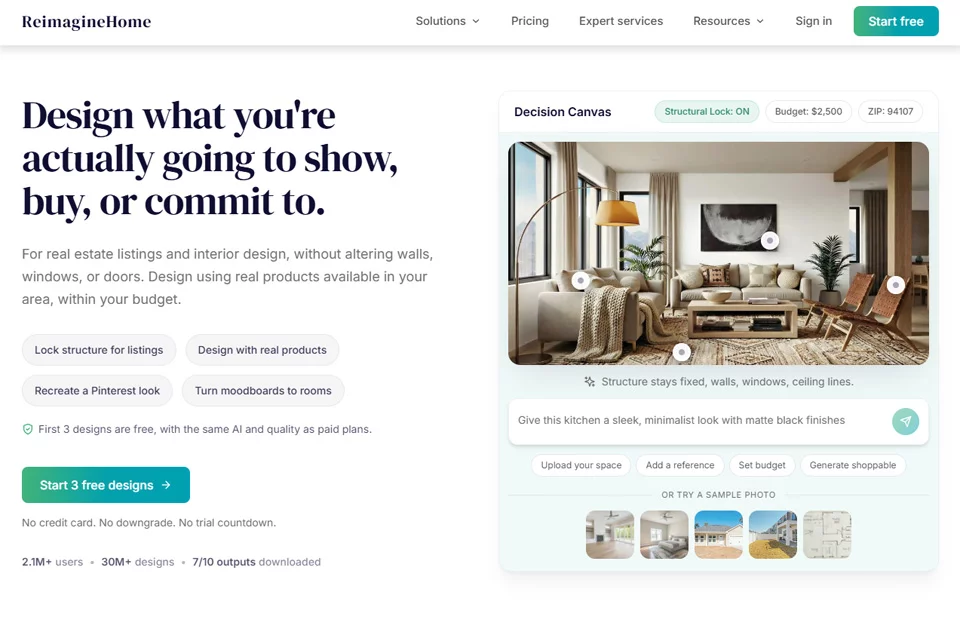 ReimagineHome
Solutions
Pricing
Expert services
Resources
Sign in
Start free
Design what you're
actually going to show,
buy, or commit to.
For real estate listings and interior design, without altering walls,
windows, or doors. Design using real products available in your
area, within your budget.
Lock structure for listings
Design with real products
Recreate a Pinterest look
Turn moodboards to rooms
First 3 designs are free, with the same AI and quality as paid plans.
Start 3 free designs →
No credit card. No downgrade. No trial countdown.
2.1M+ users • 30M+ designs • 7/10 outputs downloaded
Decision Canvas
Structural Lock: ON
Budget: $2,500
ZIP: 94107
Structure stays fixed, walls, windows, ceiling lines.
Give this kitchen a sleek, minimalist look with matte black finishes
Upload your space
Add a reference
Set budget
Generate shoppable
OR TRY A SAMPLE PHOTO